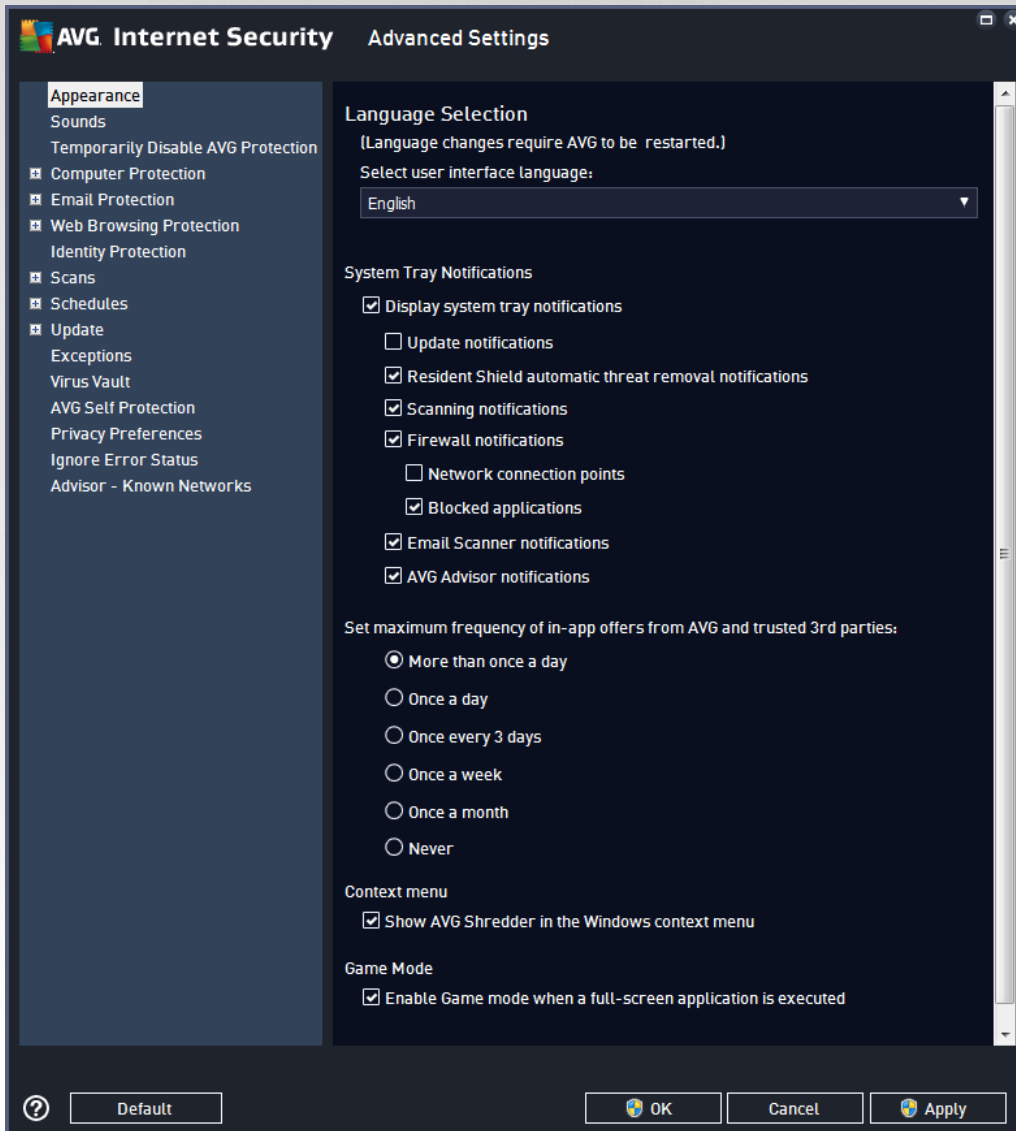 AVG. Internet Security Advanced Settings
Appearance
Sounds
Temporarily Disable AVG Protection
Computer Protection
Email Protection
Web Browsing Protection
Identity Protection
Scans
Schedules
Update
Exceptions
Virus Vault
AVG Self Protection
Privacy Preferences
Ignore Error Status
Advisor - Known Networks
Language Selection
(Language changes require AVG to be restarted.)
Select user interface language:
English
System Tray Notifications
Display system tray notifications
Update notifications
Resident Shield automatic threat removal notifications
Scanning notifications
Firewall notifications
Network connection points
Blocked applications
Email Scanner notifications
AVG Advisor notifications
Set maximum frequency of in-app offers from AVG and trusted 3rd parties:
More than once a day
Once a day
Once every 3 days
Once a week
Once a month
Never
Context menu
Show AVG Shredder in the Windows context menu
Game Mode
Enable Game mode when a full-screen application is executed
? Default OK Cancel Apply